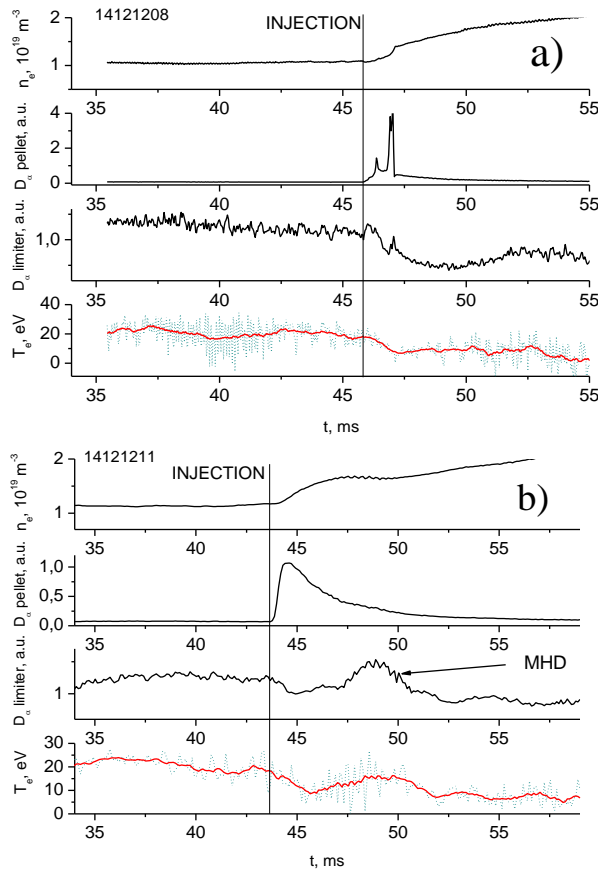 14121208
INJECTION
a)
n_e, 10^19 m^-3
2
1
35 40 45 50 55
D_α pellet, a.u.
4
2
0
35 40 45 50 55
D_α limiter, a.u.
1,0
35 40 45 50 55
T_e, eV
40
20
0
35 40 45 50 55
t, ms
14121211
INJECTION
b)
n_e, 10^19 m^-3
2
1
35 40 45 50 55
D_α pellet, a.u.
1,0
0,5
0,0
35 40 45 50 55
D_α limiter, a.u.
1
MHD
35 40 45 50 55
T_e, eV
30
20
10
0
35 40 45 50 55
t, ms